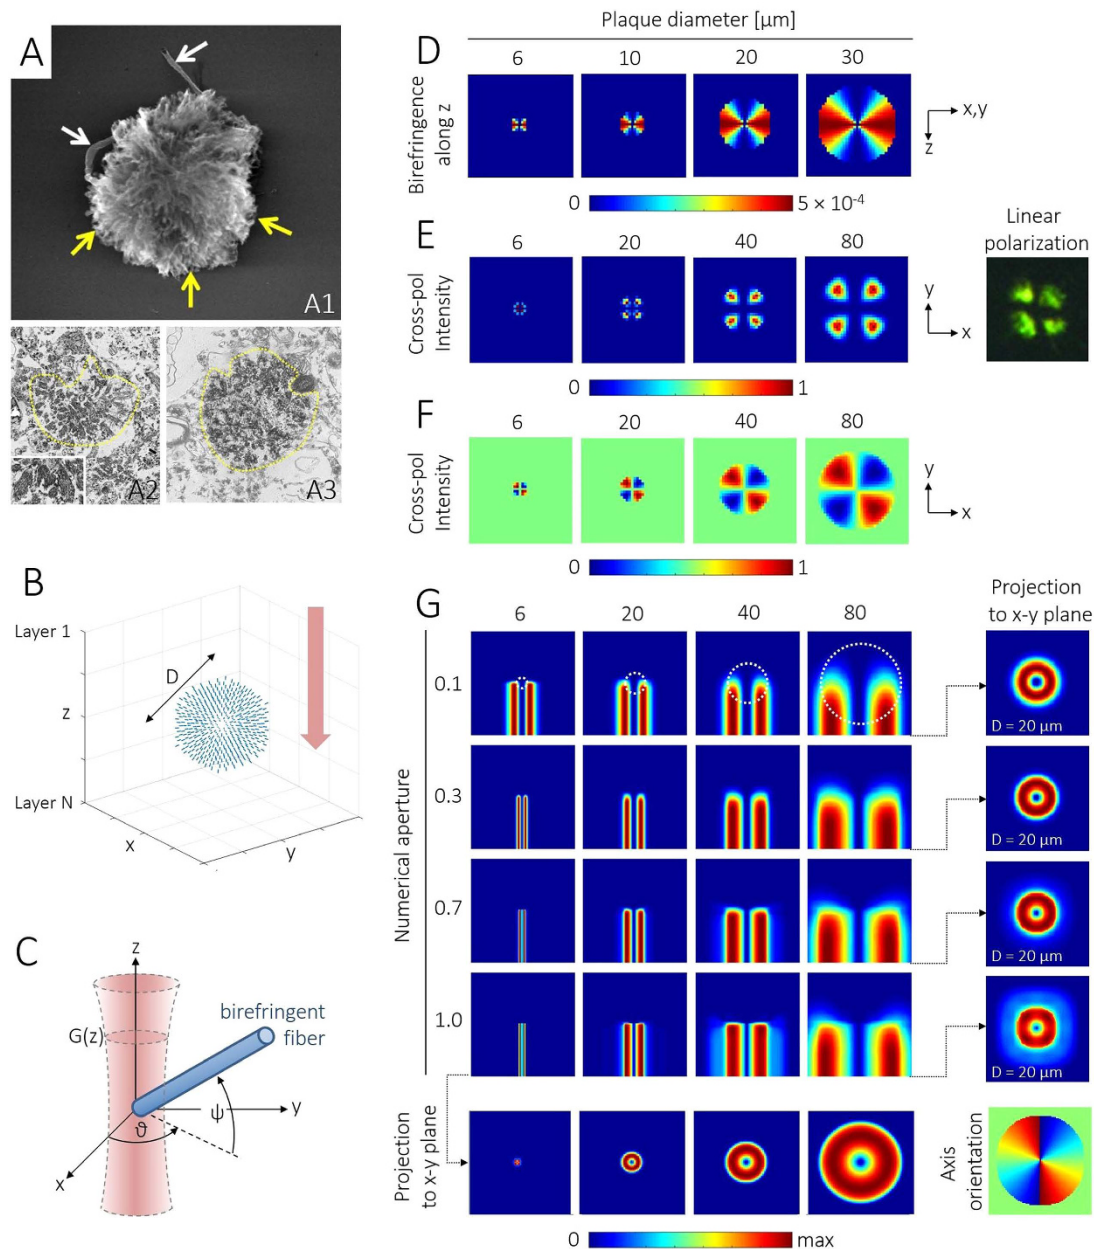 A
A1
A2
A3
B
Layer 1
z
Layer N
D
x
y
C
z
G(z)
birefringent
fiber
ψ
y
ϑ
x
Plaque diameter [µm]
D
6 10 20 30
Birefringence
along z
x,y
z
0 5 × 10⁻⁴
E
6 20 40 80
Cross-pol
Intensity
y
x
Linear
polarization
0 1
F
6 20 40 80
Cross-pol
Intensity
y
x
0 1
G
6 20 40 80
Projection
to x-y plane
Numerical aperture
0.1
D = 20 µm
0.3
D = 20 µm
0.7
D = 20 µm
1.0
D = 20 µm
Projection
to x-y plane
Axis
orientation
0 max